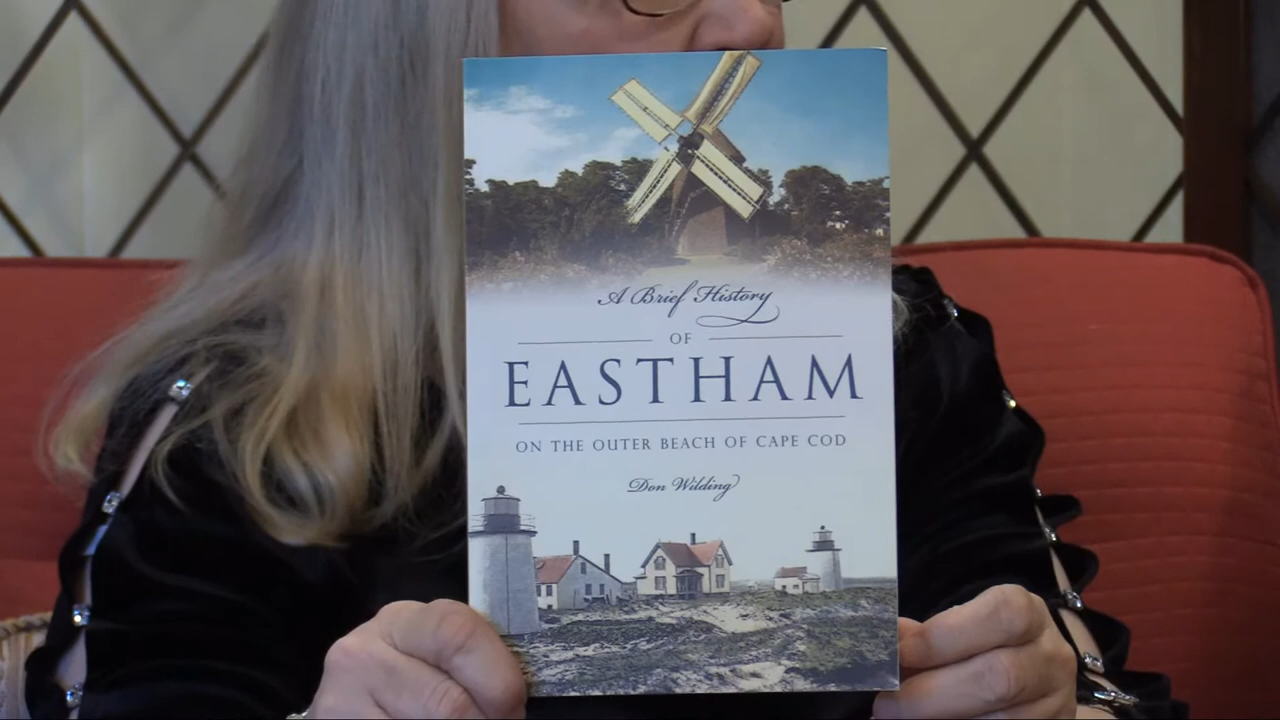 A Brief History
OF
EASTHAM
ON THE OUTER BEACH OF CAPE COD
Don Wilding